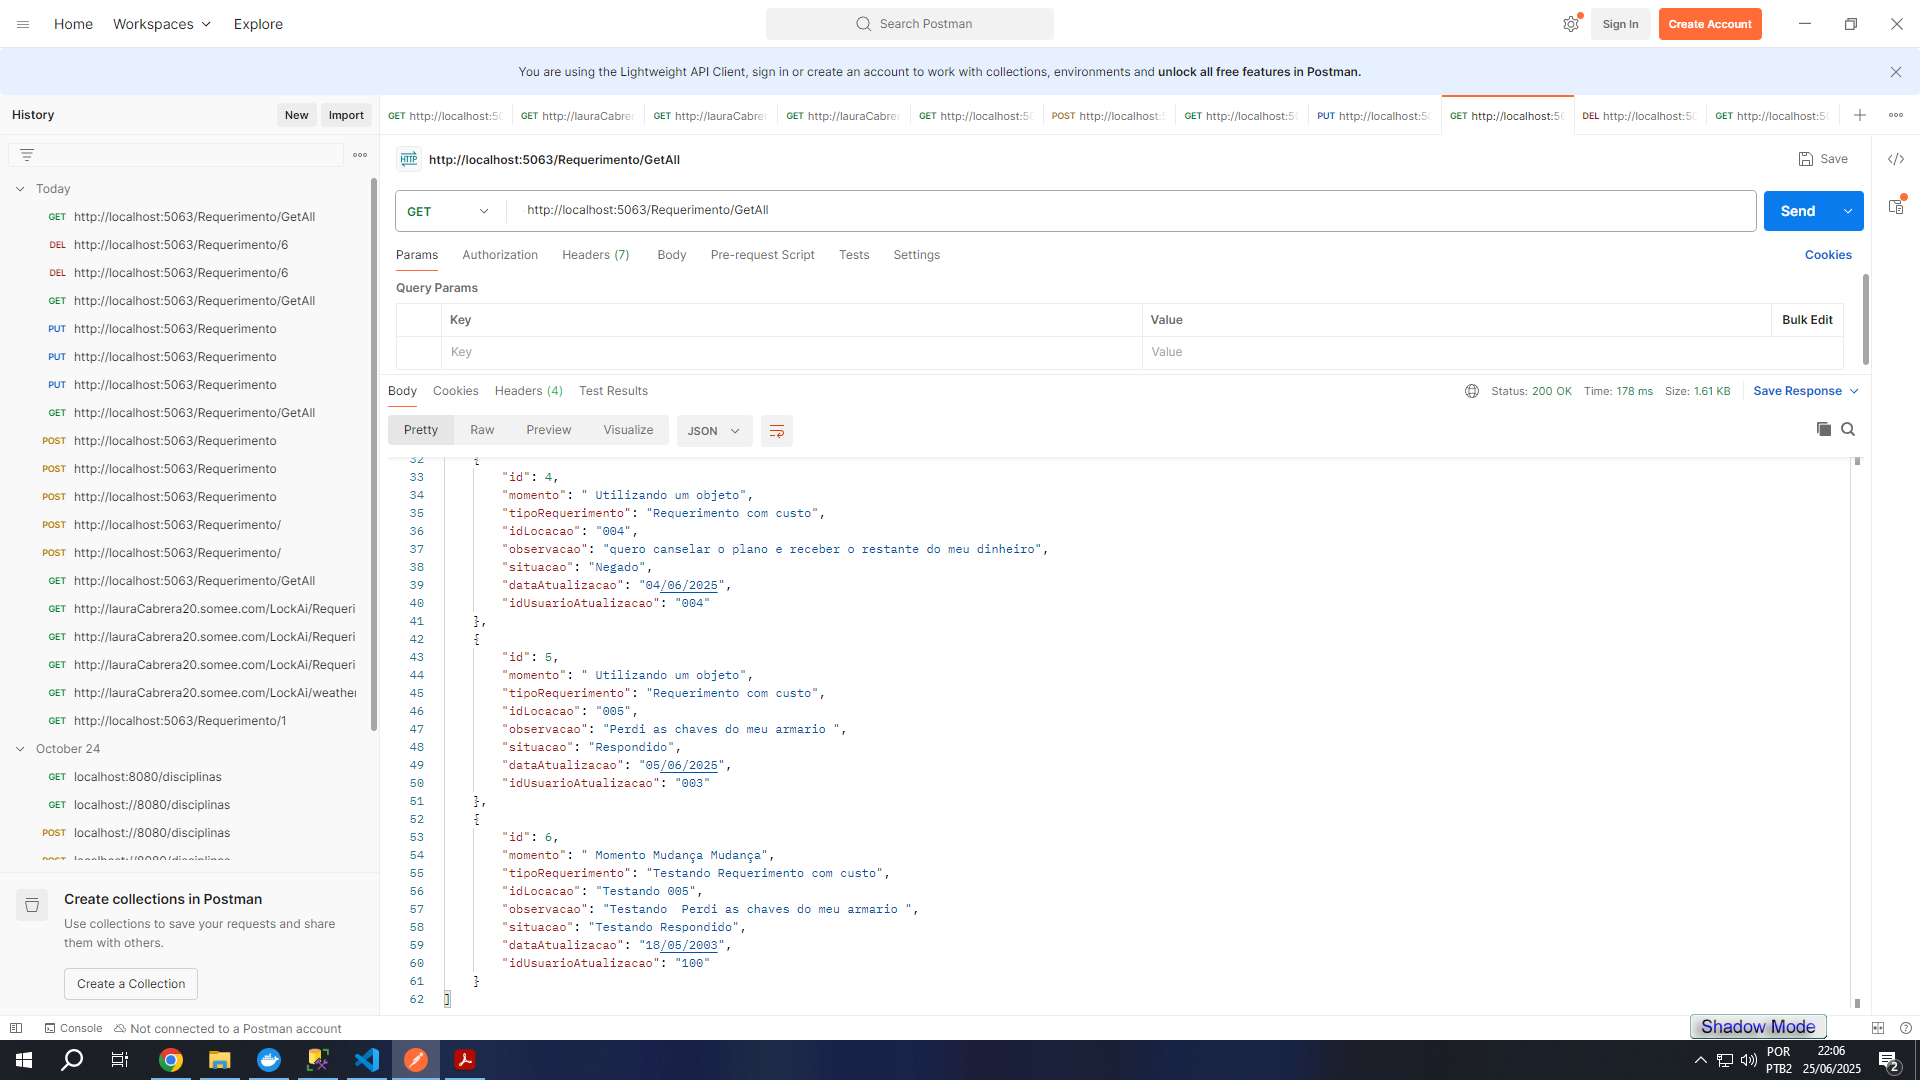 Home Workspaces Explore Search Postman Sign In Create Account
You are using the Lightweight API Client, sign in or create an account to work with collections, environments and unlock all free features in Postman.
History New Import
GET http://localhost:5( GET http://lauraCabrer GET http://lauraCabrer GET http://lauraCabrer GET http://localhost:5( POST http://localhost: GET http://localhost:5( PUT http://localhost:5( GET http://localhost:5( DEL http://localhost:5( GET http://localhost:5(
HTTP http://localhost:5063/Requerimento/GetAll Save
GET http://localhost:5063/Requerimento/GetAll Send
Params Authorization Headers (7) Body Pre-request Script Tests Settings Cookies
Query Params
Key Value Bulk Edit
Key Value
Today
GET http://localhost:5063/Requerimento/GetAll
DEL http://localhost:5063/Requerimento/6
DEL http://localhost:5063/Requerimento/6
GET http://localhost:5063/Requerimento/GetAll
PUT http://localhost:5063/Requerimento
PUT http://localhost:5063/Requerimento
PUT http://localhost:5063/Requerimento
GET http://localhost:5063/Requerimento/GetAll
POST http://localhost:5063/Requerimento
POST http://localhost:5063/Requerimento
POST http://localhost:5063/Requerimento
POST http://localhost:5063/Requerimento/
POST http://localhost:5063/Requerimento/
GET http://localhost:5063/Requerimento/GetAll
GET http://lauraCabrera20.somee.com/LockAi/Requeri
GET http://lauraCabrera20.somee.com/LockAi/Requeri
GET http://lauraCabrera20.somee.com/LockAi/Requeri
GET http://lauraCabrera20.somee.com/LockAi/weather
GET http://localhost:5063/Requerimento/1
October 24
GET localhost:8080/disciplinas
GET localhost://8080/disciplinas
POST localhost://8080/disciplinas
POST localhost://8080/disciplinas
Create collections in Postman
Use collections to save your requests and share
them with others.
Create a Collection
Body Cookies Headers (4) Test Results Status: 200 OK Time: 178 ms Size: 1.61 KB Save Response
Pretty Raw Preview Visualize JSON
32 {
33 "id": 4,
34 "momento": " Utilizando um objeto",
35 "tipoRequerimento": "Requerimento com custo",
36 "idLocacao": "004",
37 "observacao": "quero canselar o plano e receber o restante do meu dinheiro",
38 "situacao": "Negado",
39 "dataAtualizacao": "04/06/2025",
40 "idUsuarioAtualizacao": "004"
41 },
42 {
43 "id": 5,
44 "momento": " Utilizando um objeto",
45 "tipoRequerimento": "Requerimento com custo",
46 "idLocacao": "005",
47 "observacao": "Perdi as chaves do meu armario ",
48 "situacao": "Respondido",
49 "dataAtualizacao": "05/06/2025",
50 "idUsuarioAtualizacao": "003"
51 },
52 {
53 "id": 6,
54 "momento": " Momento Mudança Mudança",
55 "tipoRequerimento": "Testando Requerimento com custo",
56 "idLocacao": "Testando 005",
57 "observacao": "Testando  Perdi as chaves do meu armario ",
58 "situacao": "Testando Respondido",
59 "dataAtualizacao": "18/05/2003",
60 "idUsuarioAtualizacao": "100"
61 }
62 ]
Console Not connected to a Postman account Shadow Mode
POR 22:06
PTB2 25/06/2025 2